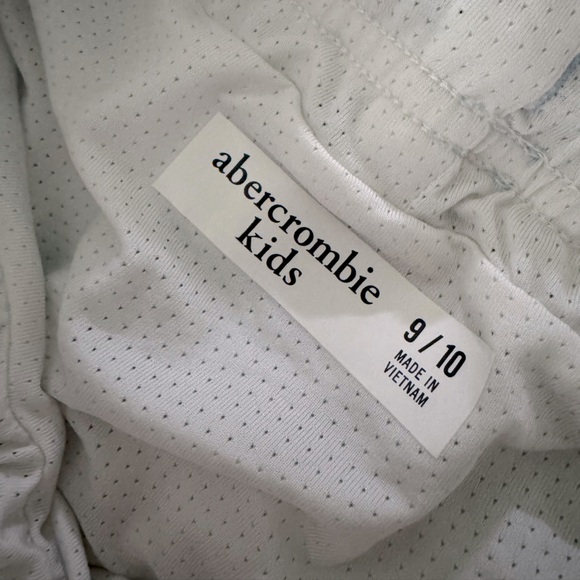 abercrombie
kids
9/10
MADE IN
VIETNAM